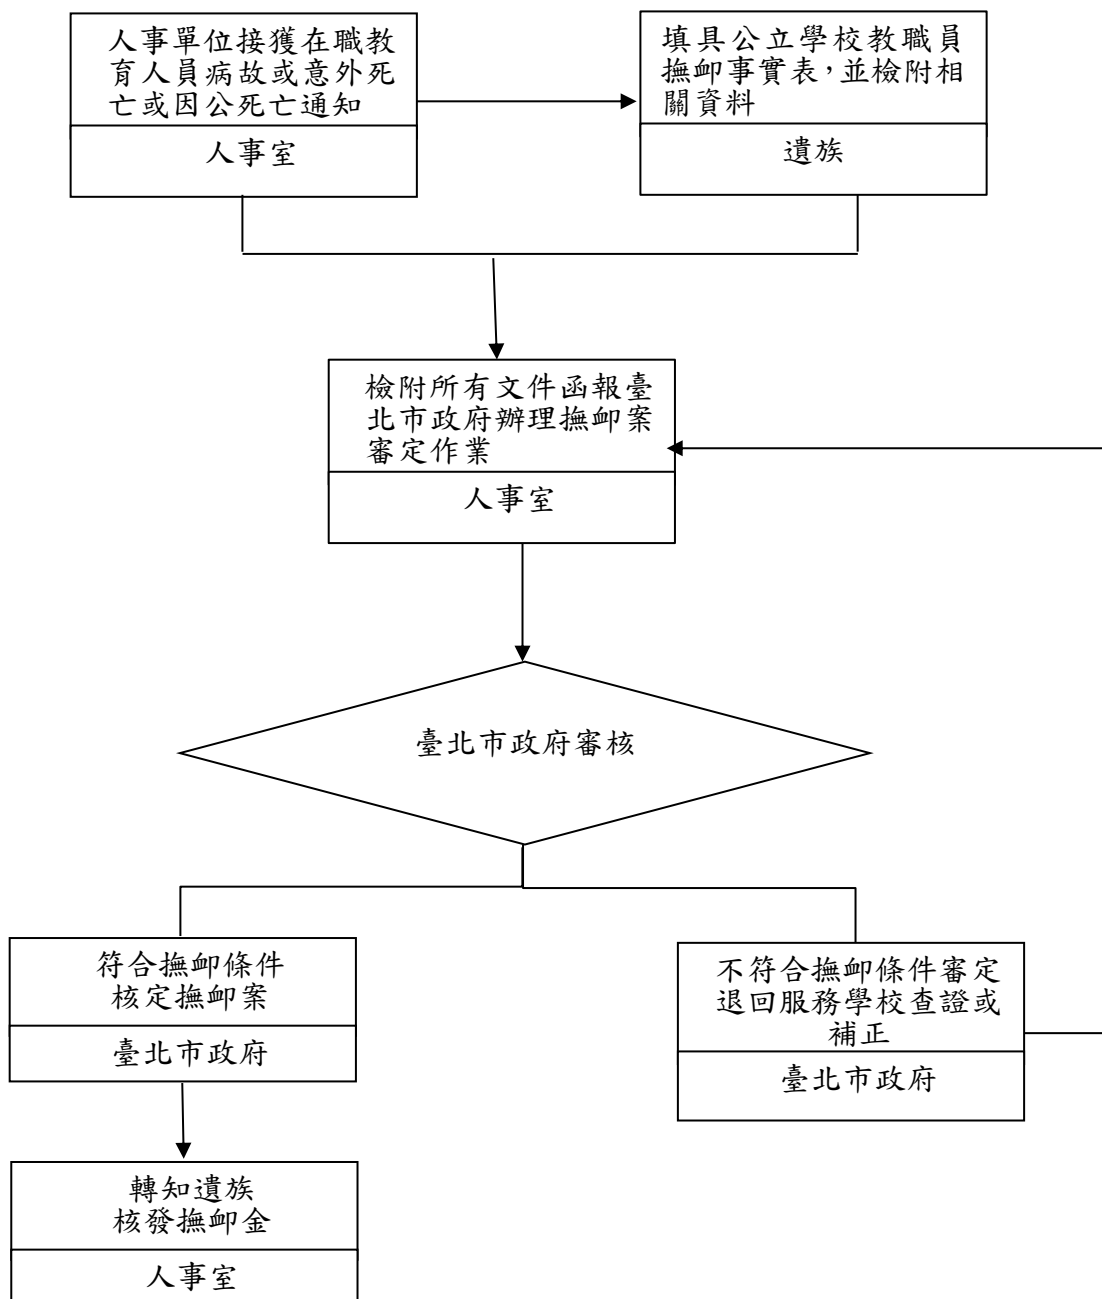 人事單位接獲在職教
育人員病故或意外死
亡或因公死亡通知
人事室
填具公立學校教職員
撫卹事實表，並檢附相
關資料
遺族
檢附所有文件函報臺
北市政府辦理撫卹案
審定作業
人事室
臺北市政府審核
符合撫卹條件
核定撫卹案
臺北市政府
不符合撫卹條件審定
退回服務學校查證或
補正
臺北市政府
轉知遺族
核發撫卹金
人事室